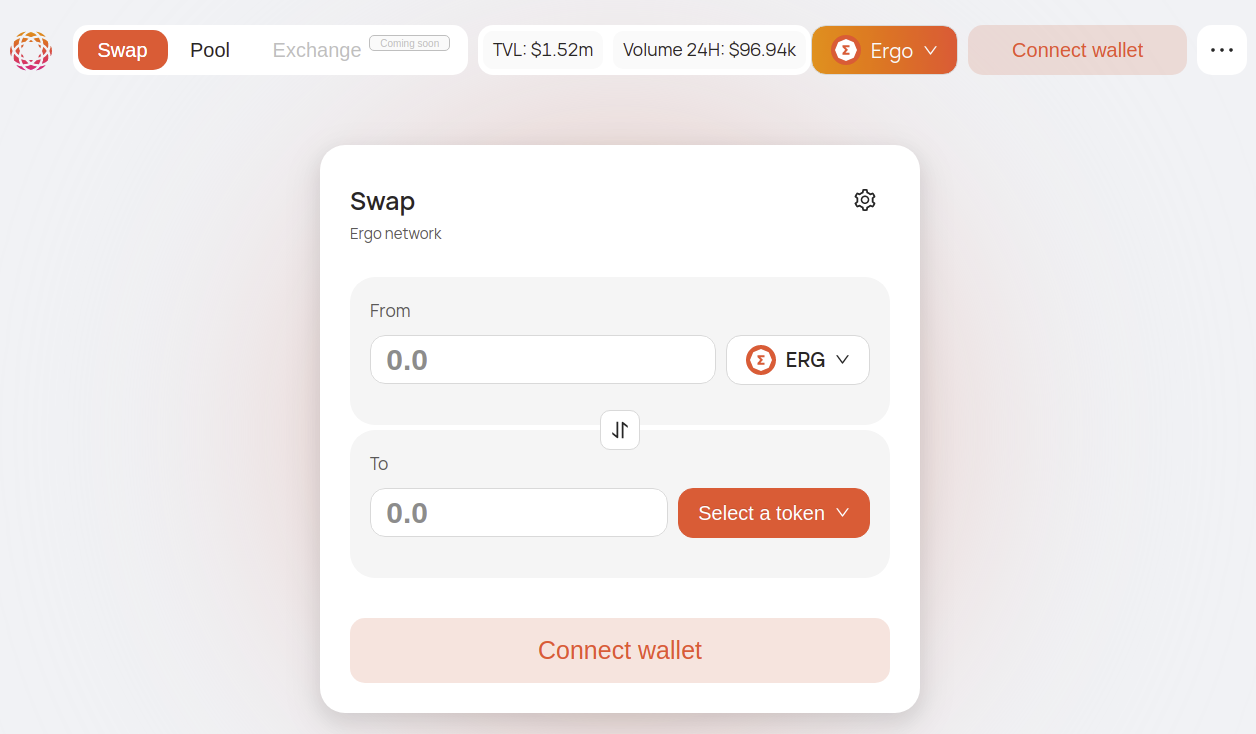 Swap Pool Exchange Coming soon TVL: $1.52m Volume 24H: $96.94k Σ Ergo Connect wallet
Swap
Ergo network
From
0.0 Σ ERG
To
0.0 Select a token
Connect wallet